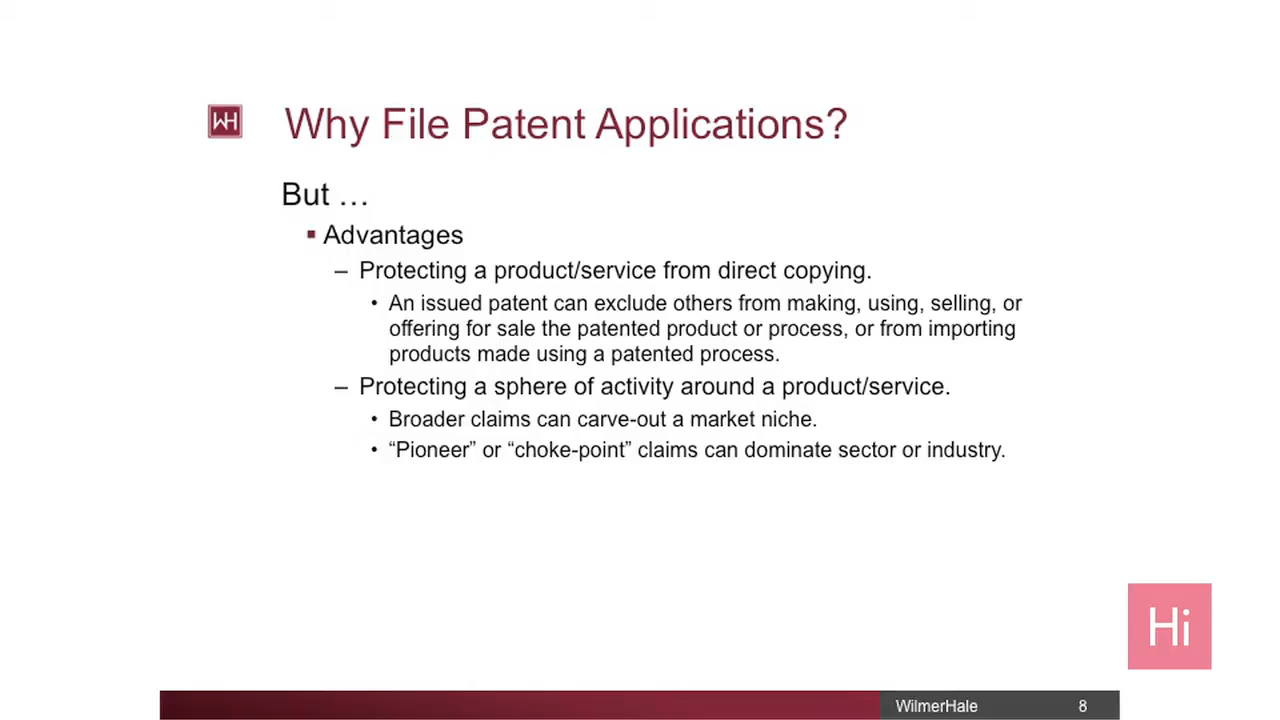 WH
Why File Patent Applications?
But …
▪ Advantages
– Protecting a product/service from direct copying.
• An issued patent can exclude others from making, using, selling, or
offering for sale the patented product or process, or from importing
products made using a patented process.
– Protecting a sphere of activity around a product/service.
• Broader claims can carve-out a market niche.
• “Pioneer” or “choke-point” claims can dominate sector or industry.
Hi
WilmerHale 8